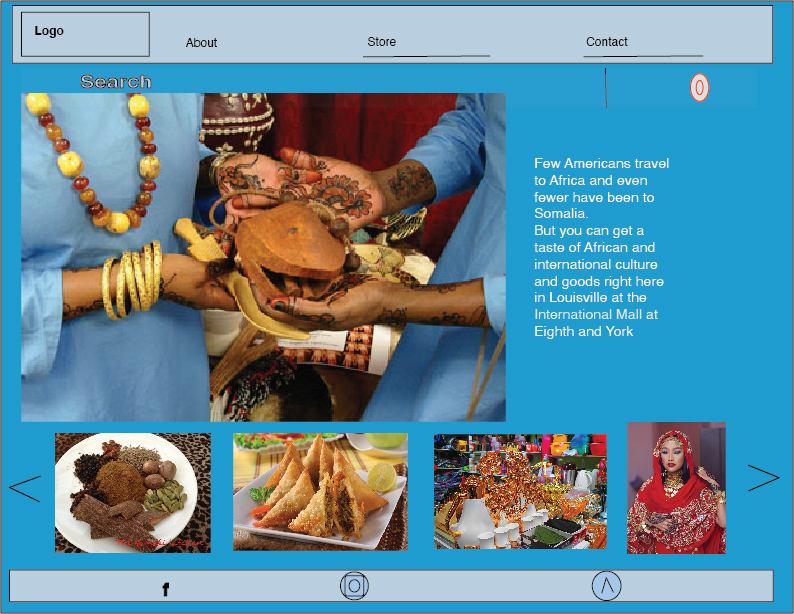 Logo
About
Store
Contact
Search
Few Americans travel
to Africa and even
fewer have been to
Somalia.
But you can get a
taste of African and
international culture
and goods right here
in Louisville at the
International Mall at
Eighth and York
f